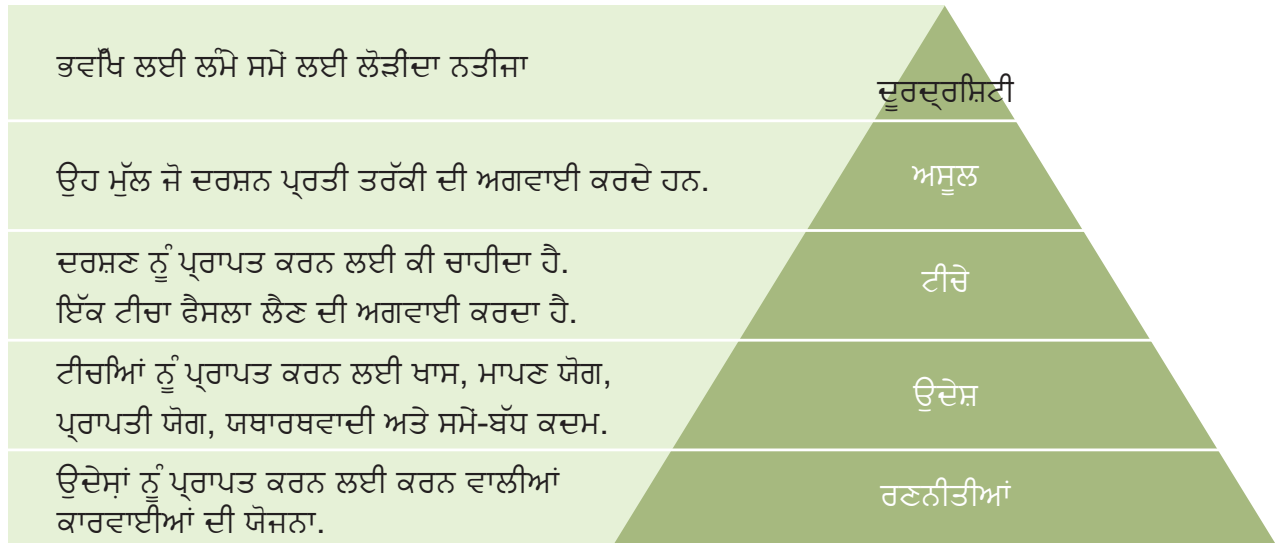 ਭਵਿੱਖ ਲਈ ਲੰਮੇ ਸਮੇਂ ਲਈ ਲੋੜੀਦਾ ਨਤੀਜਾ
ਦੂਰਦ੍ਰਸ਼ਿਟੀ
ਉਹ ਮੁੱਲ ਜੋ ਦਰਸ਼ਨ ਪ੍ਰਤੀ ਤਰੱਕੀ ਦੀ ਅਗਵਾਈ ਕਰਦੇ ਹਨ.
ਅਸੂਲ
ਦਰਸ਼ਣ ਨੂੰ ਪ੍ਰਾਪਤ ਕਰਨ ਲਈ ਕੀ ਚਾਹੀਦਾ ਹੈ.
ਇੱਕ ਟੀਚਾ ਫੈਸਲਾ ਲੈਣ ਦੀ ਅਗਵਾਈ ਕਰਦਾ ਹੈ.
ਟੀਚੇ
ਟੀਚਿਆਂ ਨੂੰ ਪ੍ਰਾਪਤ ਕਰਨ ਲਈ ਖਾਸ, ਮਾਪਣ ਯੋਗ,
ਪ੍ਰਾਪਤੀ ਯੋਗ, ਯਥਾਰਥਵਾਦੀ ਅਤੇ ਸਮੇਂ-ਬੱਧ ਕਦਮ.
ਉਦੇਸ਼
ਉਦੇਸ਼ਾਂ ਨੂੰ ਪ੍ਰਾਪਤ ਕਰਨ ਲਈ ਕਰਨ ਵਾਲੀਆਂ
ਕਾਰਵਾਈਆਂ ਦੀ ਯੋਜਨਾ.
ਰਣਨੀਤੀਆਂ